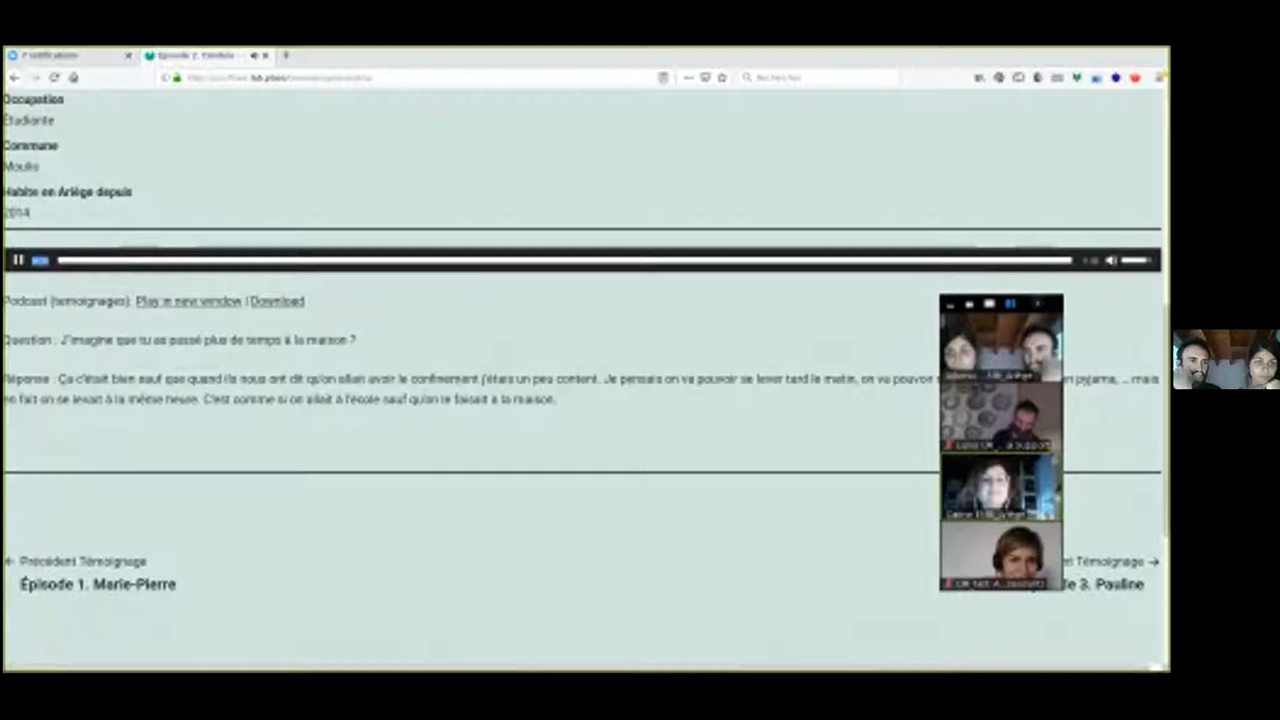 Épisode 2.
Occupation
Étudiante
Commune
Moulis
Habite en Ariège depuis
2014
Podcast (temoignages): Play in new window | Download
Question : J'imagine que tu as passé plus de temps à la maison ?
Réponse : Ça c'était bien sauf que quand ils nous ont dit qu'on allait avoir le confinement j'étais un peu content. Je pensais on va pouvoir se lever tard le matin, on va pouvoir en pyjama, ... mais
en fait on se levait à la même heure. C'est comme si on allait à l'école sauf qu'on le faisait à la maison.
← Précédent Témoignage
Témoignage →
Épisode 1. Marie-Pierre
3. Pauline